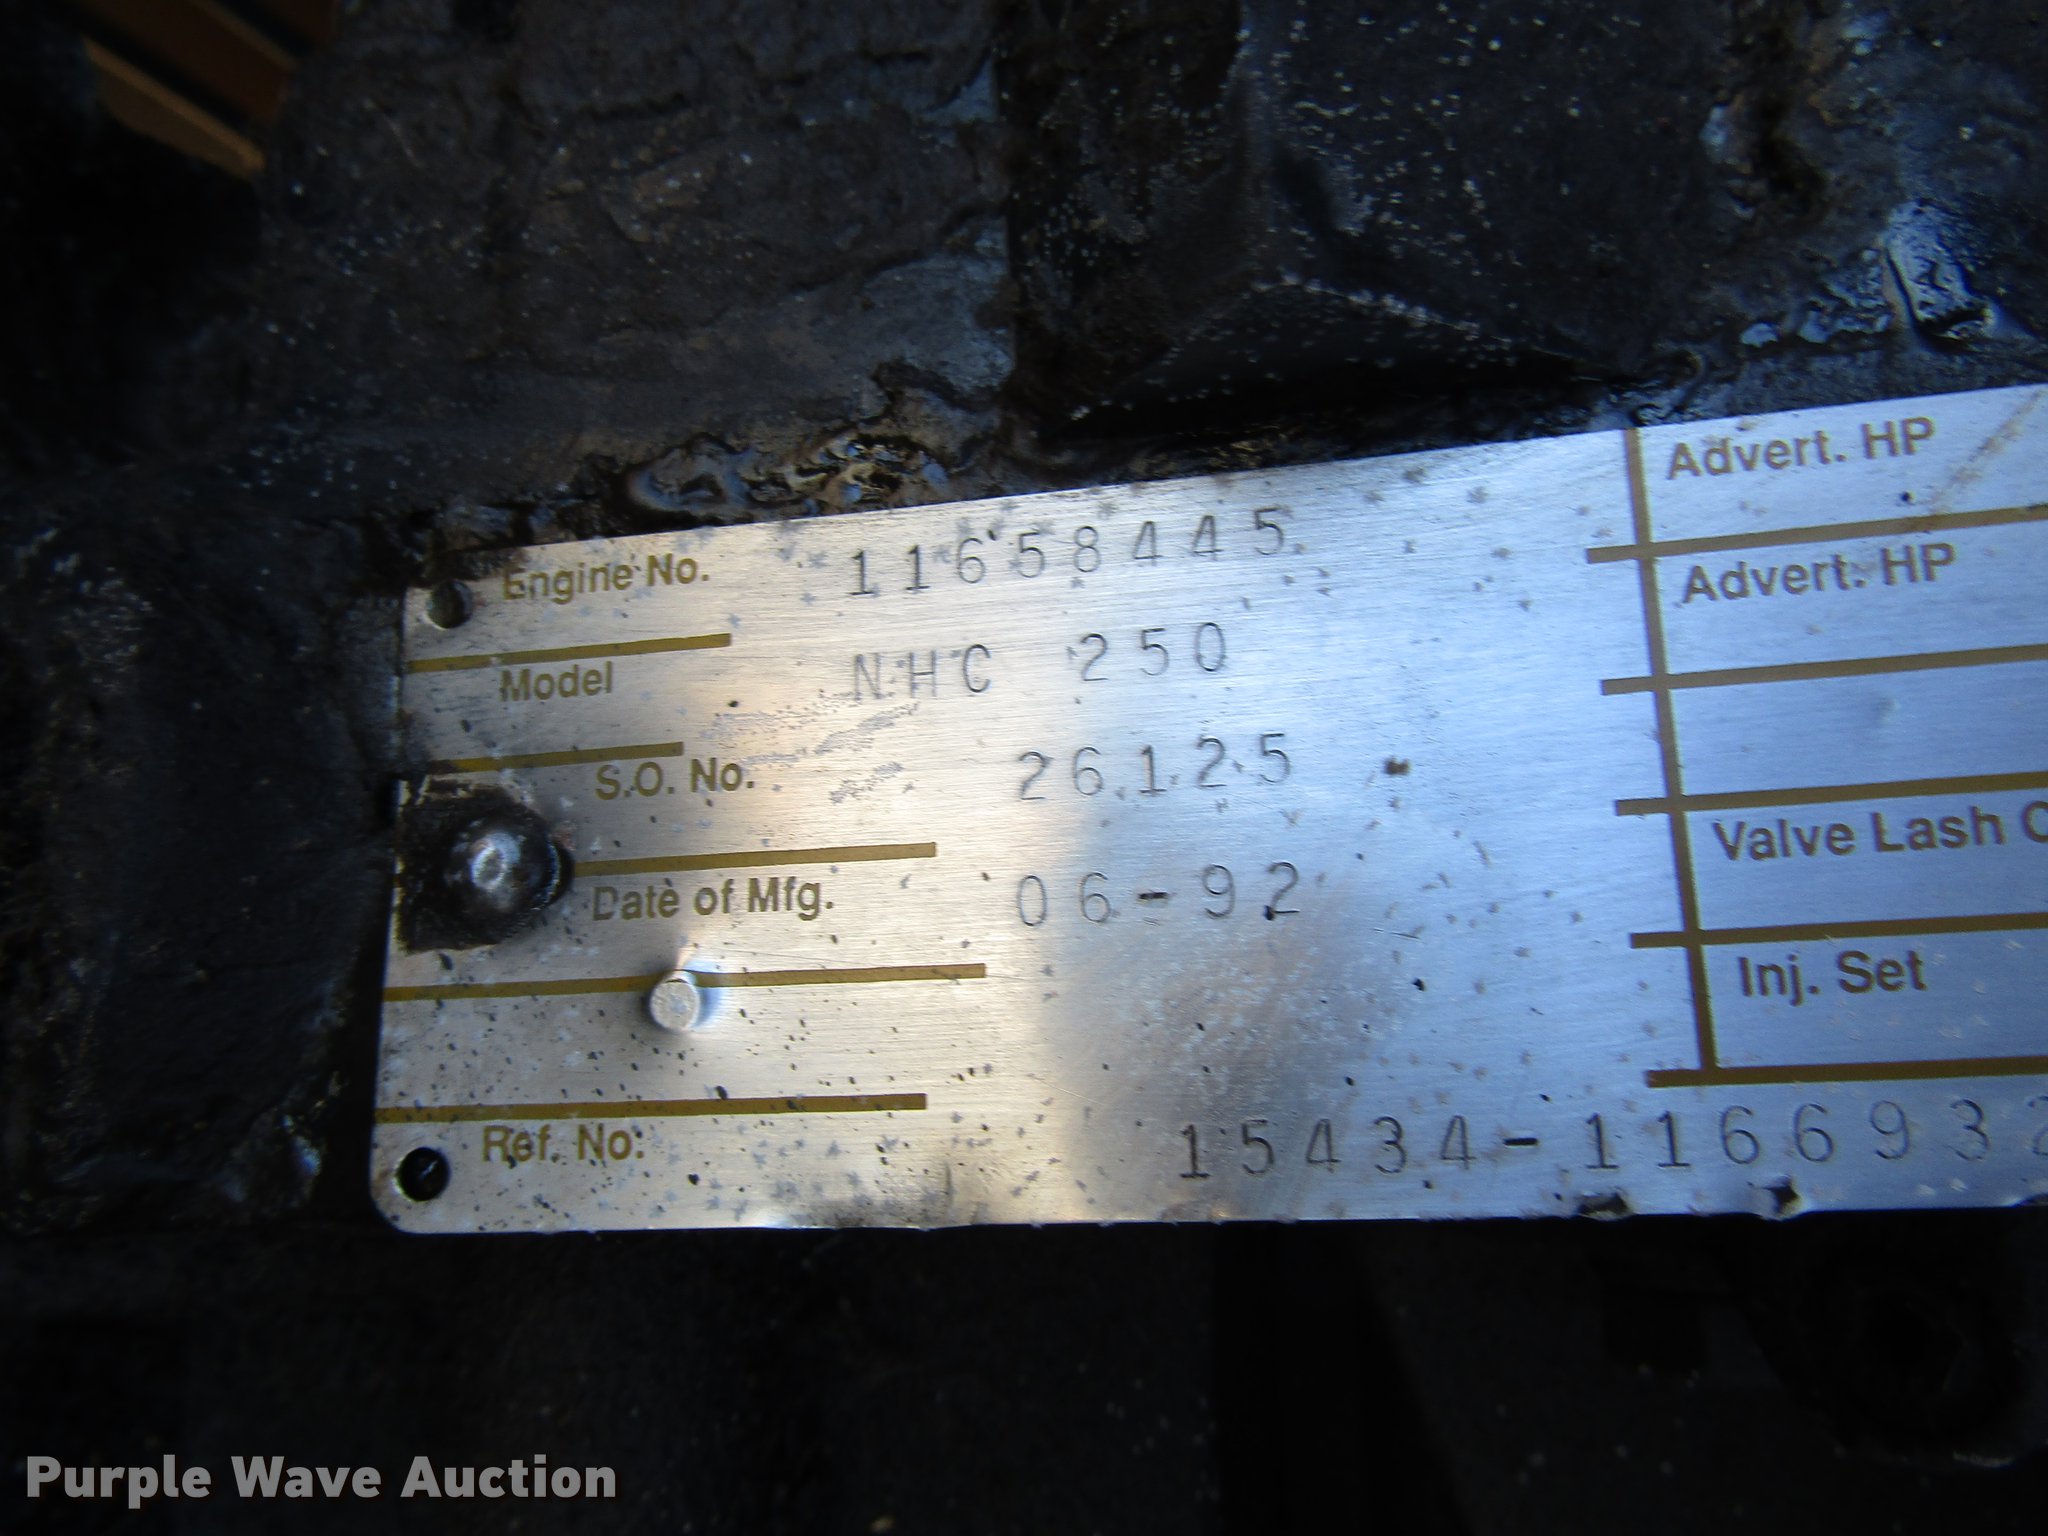 Engine No. 11658445
Model NHC 250
S.O. No. 26125
Date of Mfg. 06-92
Ref. No. 15434-1166932
Advert. HP
Advert. HP
Valve Lash C
Inj. Set
Purple Wave Auction